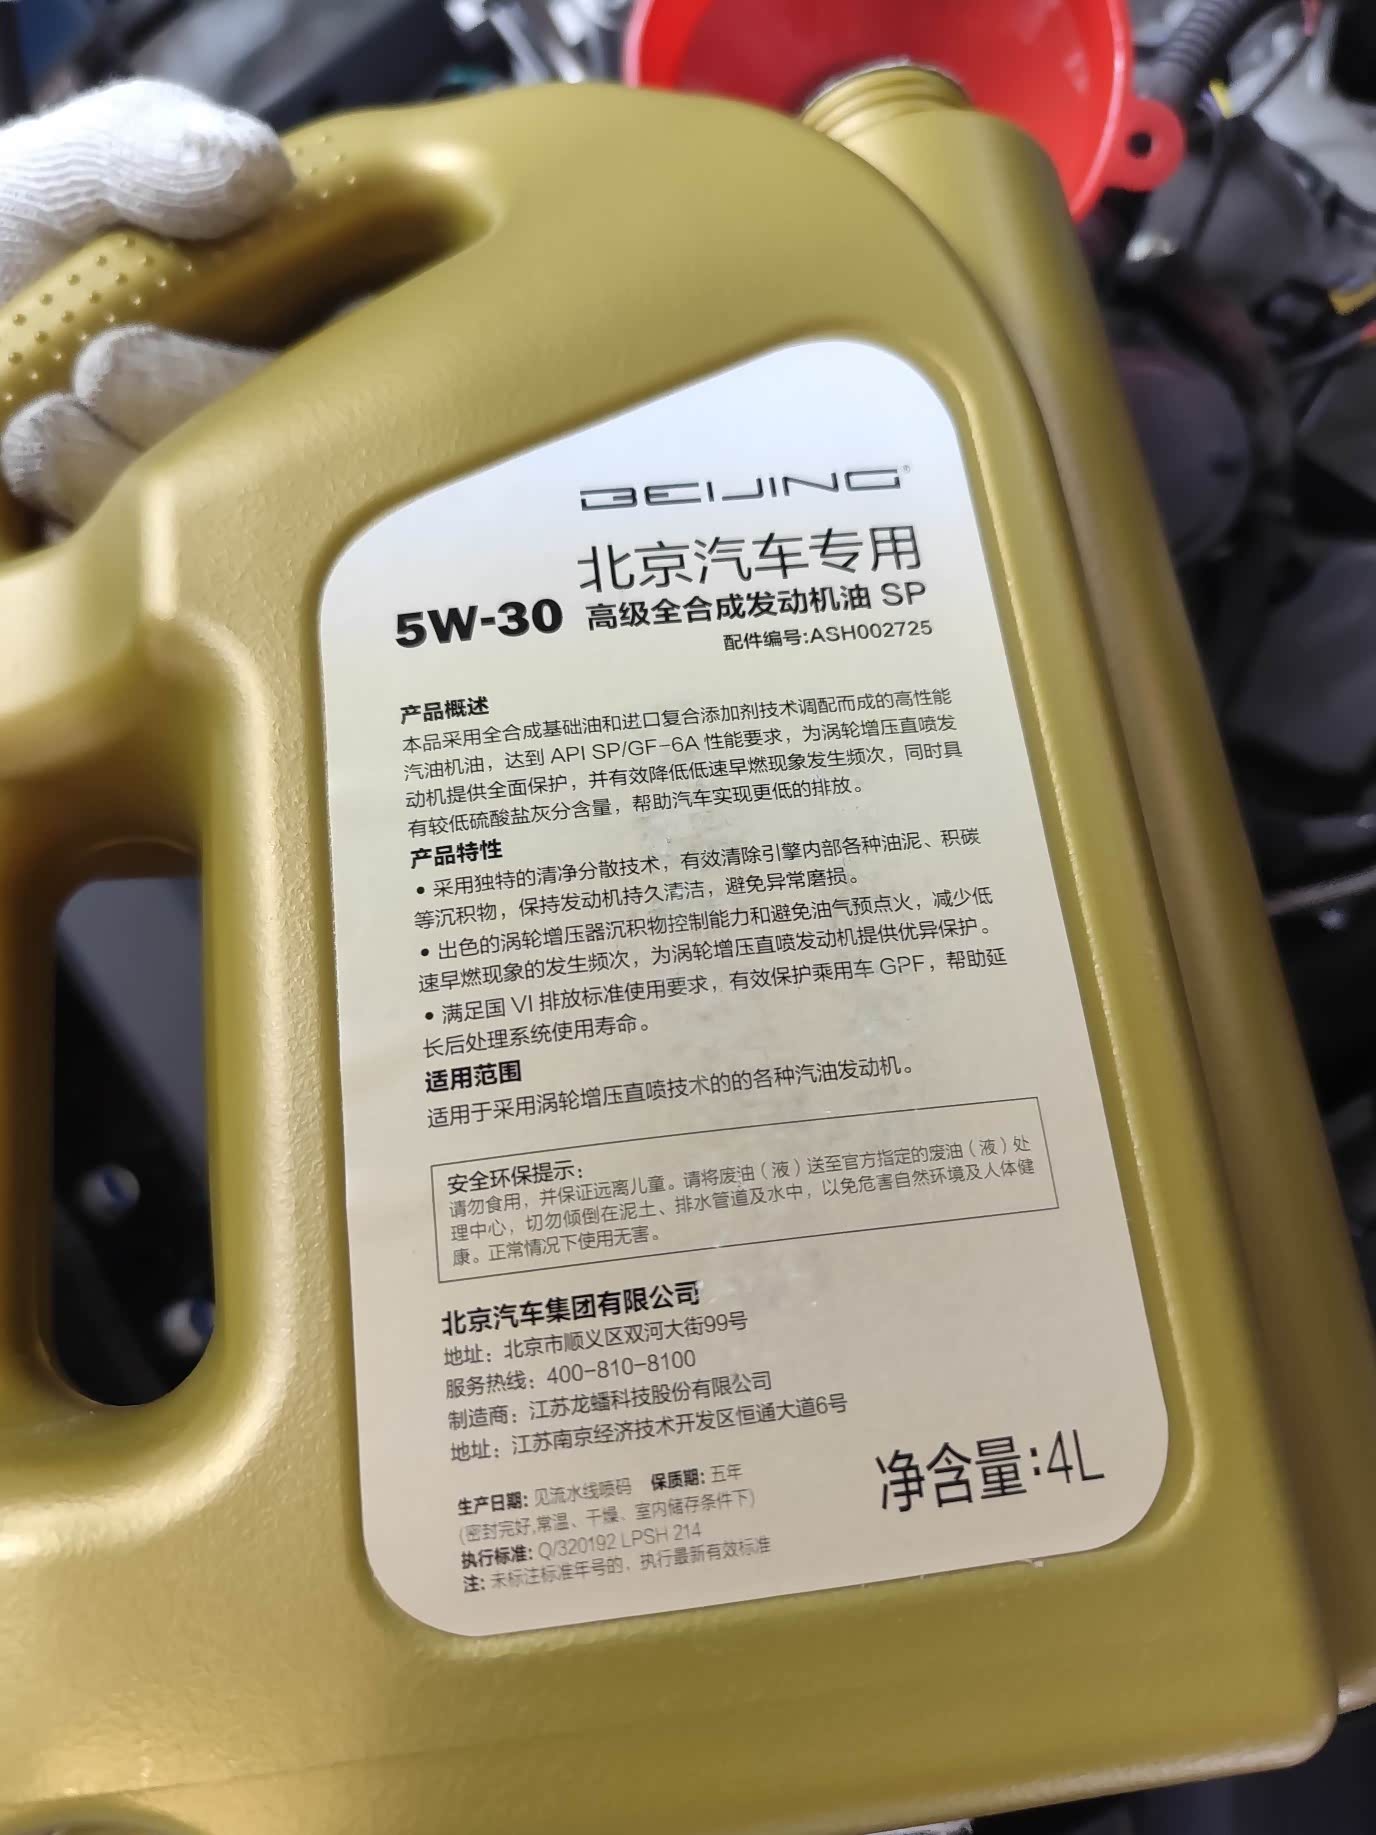 BEIJING®
北京汽车专用
5W-30 高级全合成发动机油 SP
配件编号:ASH002725
产品概述
本品采用全合成基础油和进口复合添加剂技术调配而成的高性能
汽油机油，达到 API SP/GF-6A 性能要求，为涡轮增压直喷发
动机提供全面保护，并有效降低低速早燃现象发生频次，同时具
有较低硫酸盐灰分含量，帮助汽车实现更低的排放。
产品特性
• 采用独特的清净分散技术，有效清除引擎内部各种油泥、积碳
等沉积物，保持发动机持久清洁，避免异常磨损。
• 出色的涡轮增压器沉积物控制能力和避免油气预点火，减少低
速早燃现象的发生频次，为涡轮增压直喷发动机提供优异保护。
• 满足国 VI 排放标准使用要求，有效保护乘用车 GPF，帮助延
长后处理系统使用寿命。
适用范围
适用于采用涡轮增压直喷技术的的各种汽油发动机。
安全环保提示：
请勿食用，并保证远离儿童。请将废油（液）送至官方指定的废油（液）处
理中心，切勿倾倒在泥土、排水管道及水中，以免危害自然环境及人体健
康。正常情况下使用无害。
北京汽车集团有限公司
地址：北京市顺义区双河大街99号
服务热线：400-810-8100
制造商：江苏龙蟠科技股份有限公司
地址：江苏南京经济技术开发区恒通大道6号
生产日期：见流水线喷码 保质期：五年
(密封完好,常温、干燥、室内储存条件下)
执行标准：Q/320192 LPSH 214
注：未标注标准年号的，执行最新有效标准
净含量:4L